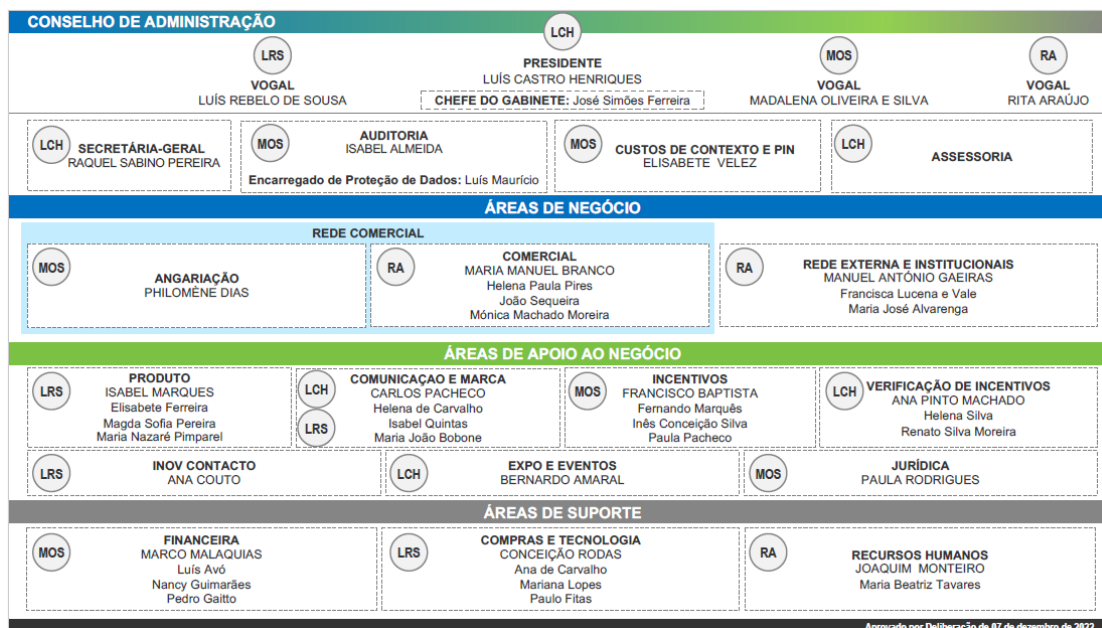 CONSELHO DE ADMINISTRAÇÃO
LCH
PRESIDENTE
LUÍS CASTRO HENRIQUES
CHEFE DO GABINETE: José Simões Ferreira
LRS
VOGAL
LUÍS REBELO DE SOUSA
MOS
VOGAL
MADALENA OLIVEIRA E SILVA
RA
VOGAL
RITA ARAÚJO
LCH
SECRETÁRIA-GERAL
RAQUEL SABINO PEREIRA
MOS
AUDITORIA
ISABEL ALMEIDA
Encarregado de Proteção de Dados: Luís Maurício
MOS
CUSTOS DE CONTEXTO E PIN
ELISABETE VELEZ
LCH
ASSESSORIA
ÁREAS DE NEGÓCIO
REDE COMERCIAL
MOS
ANGARIAÇÃO
PHILOMÈNE DIAS
RA
COMERCIAL
MARIA MANUEL BRANCO
Helena Paula Pires
João Sequeira
Mónica Machado Moreira
RA
REDE EXTERNA E INSTITUCIONAIS
MANUEL ANTÓNIO GAEIRAS
Francisca Lucena e Vale
Maria José Alvarenga
ÁREAS DE APOIO AO NEGÓCIO
LRS
PRODUTO
ISABEL MARQUES
Elisabete Ferreira
Magda Sofia Pereira
Maria Nazaré Pimparel
LCH
LRS
COMUNICAÇAO E MARCA
CARLOS PACHECO
Helena de Carvalho
Isabel Quintas
Maria João Bobone
MOS
INCENTIVOS
FRANCISCO BAPTISTA
Fernando Marquês
Inês Conceição Silva
Paula Pacheco
LCH
VERIFICAÇÃO DE INCENTIVOS
ANA PINTO MACHADO
Helena Silva
Renato Silva Moreira
LRS
INOV CONTACTO
ANA COUTO
LCH
EXPO E EVENTOS
BERNARDO AMARAL
MOS
JURÍDICA
PAULA RODRIGUES
ÁREAS DE SUPORTE
MOS
FINANCEIRA
MARCO MALAQUIAS
Luís Avó
Nancy Guimarães
Pedro Gaitto
LRS
COMPRAS E TECNOLOGIA
CONCEIÇÃO RODAS
Ana de Carvalho
Mariana Lopes
Paulo Fitas
RA
RECURSOS HUMANOS
JOAQUIM MONTEIRO
Maria Beatriz Tavares
Aprovado por Deliberação de 07 de dezembro de 2022